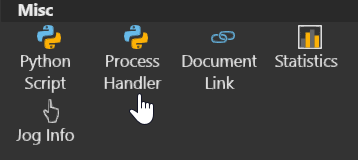 Misc
Python Script
Process Handler
Document Link
Statistics
Jog Info